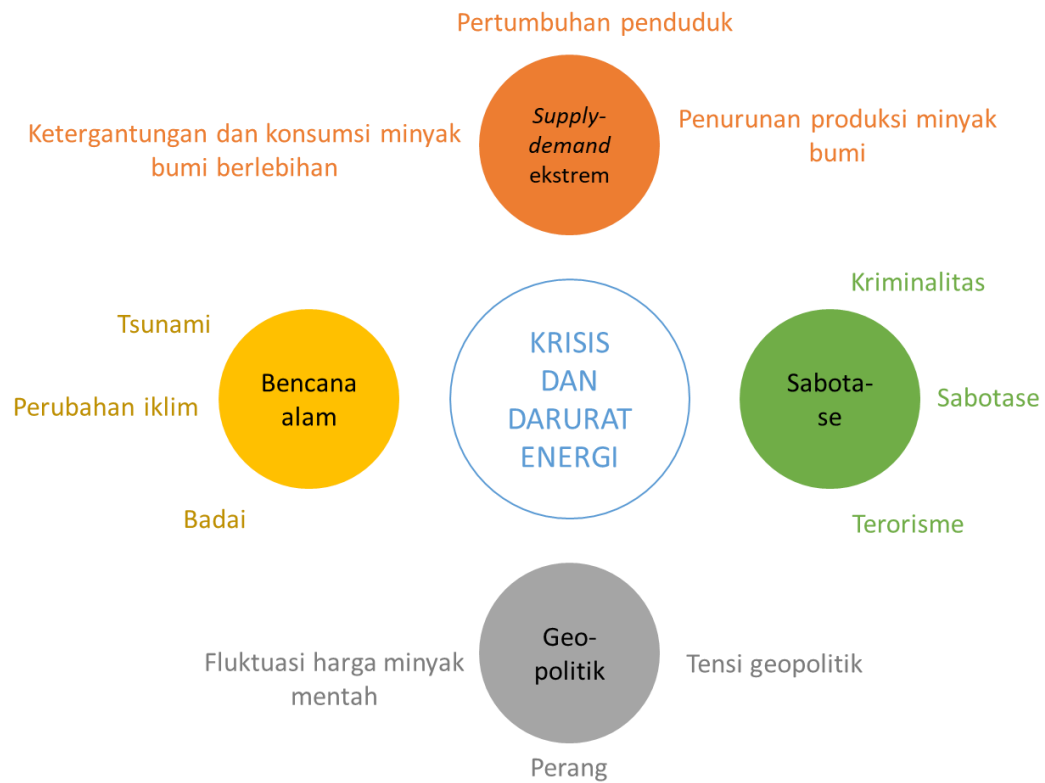 Pertumbuhan penduduk
Supply-
demand
ekstrem
Ketergantungan dan konsumsi minyak
bumi berlebihan
Penurunan produksi minyak
bumi
KRISIS
DAN
DARURAT
ENERGI
Tsunami
Perubahan iklim
Badai
Bencana
alam
Kriminalitas
Sabota-
se
Sabotase
Terorisme
Geo-
politik
Fluktuasi harga minyak
mentah
Tensi geopolitik
Perang